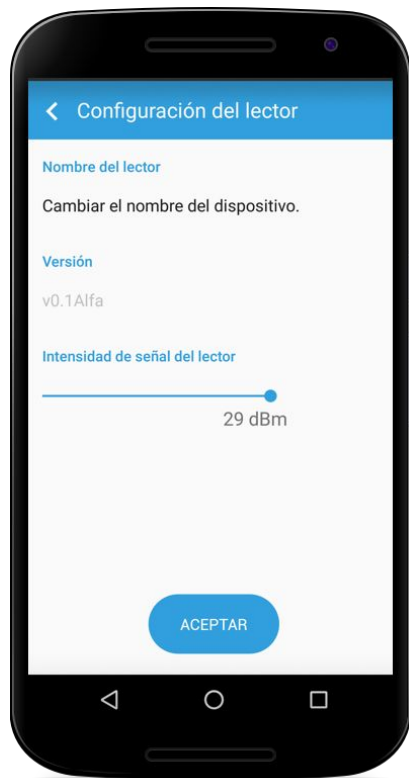 Configuración del lector
Nombre del lector
Cambiar el nombre del dispositivo.
Versión
v0.1Alfa
Intensidad de señal del lector
29 dBm
ACEPTAR